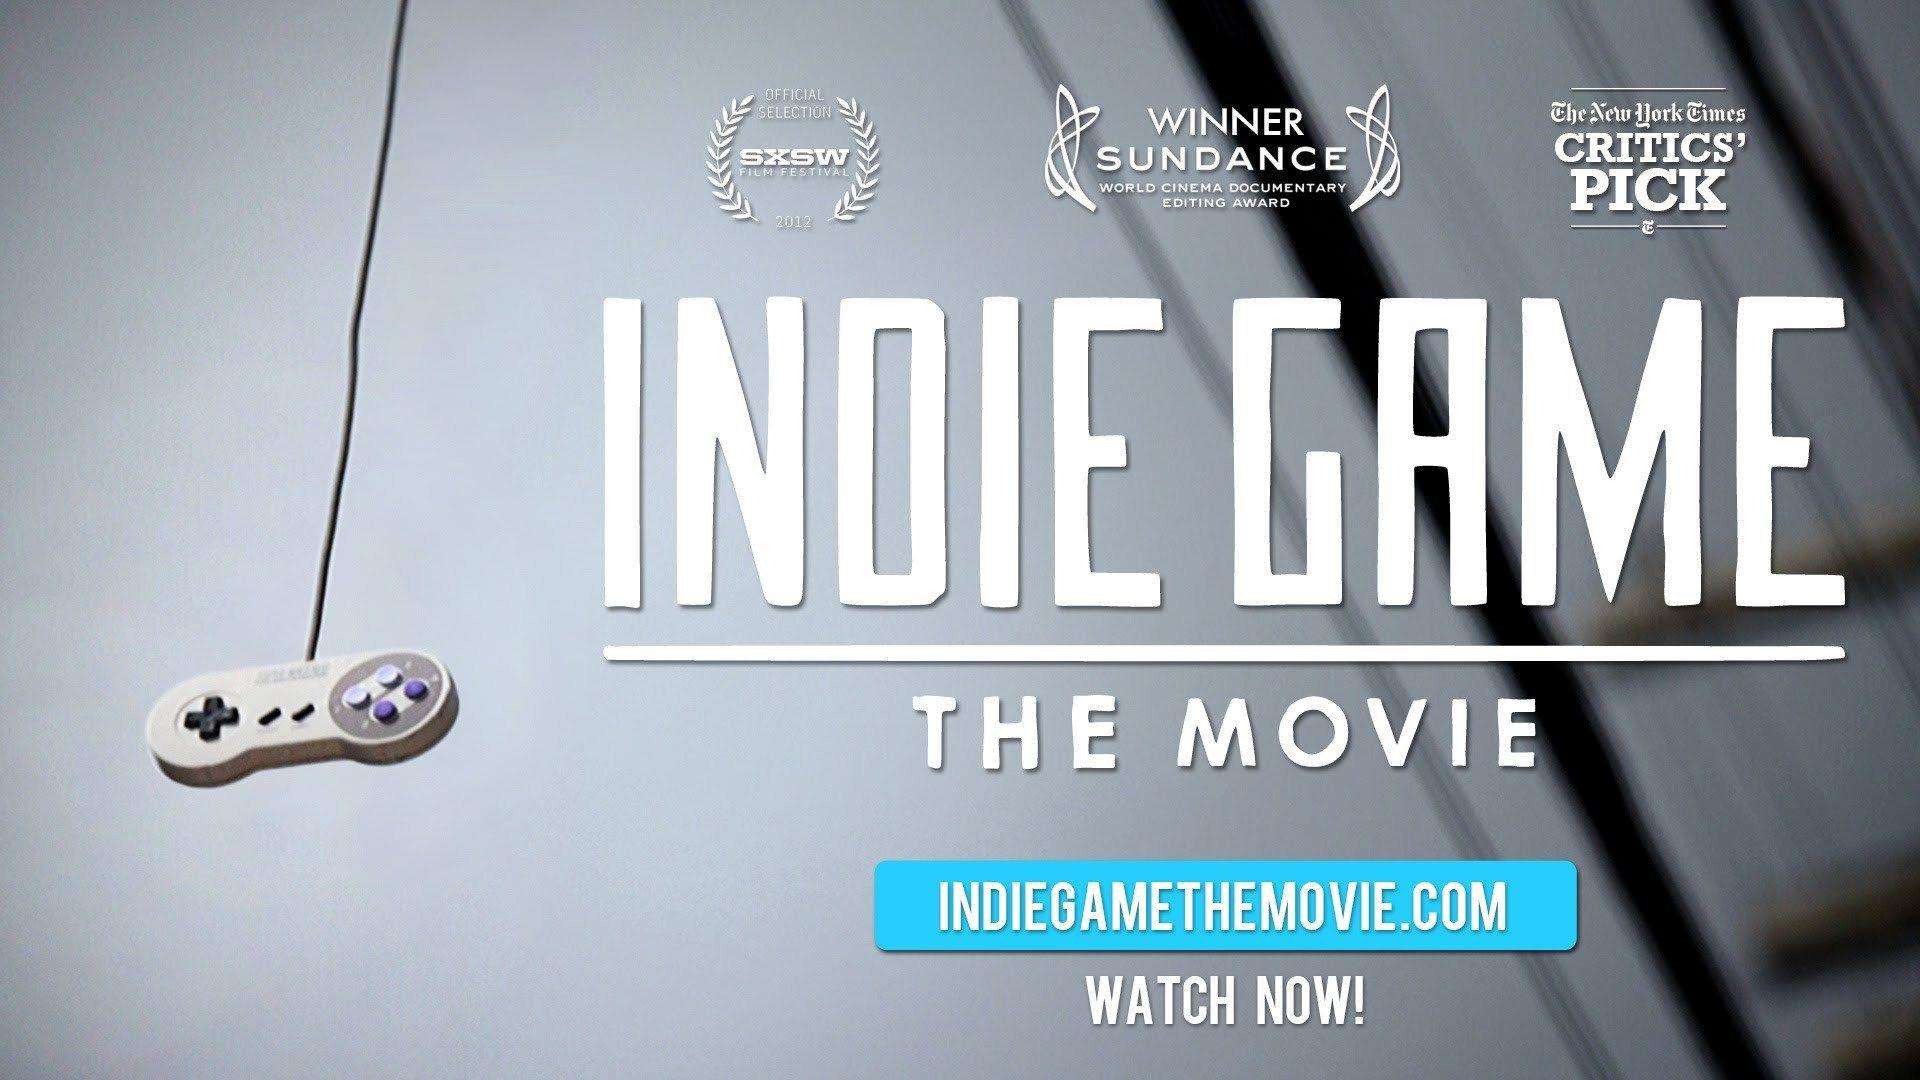 OFFICIAL
SELECTION
SXSW
FILM FESTIVAL
2012
WINNER
SUNDANCE
WORLD CINEMA DOCUMENTARY
EDITING AWARD
The New York Times
CRITICS'
PICK
T
INDIE GAME
THE MOVIE
INDIEGAMETHEMOVIE.COM
WATCH NOW!